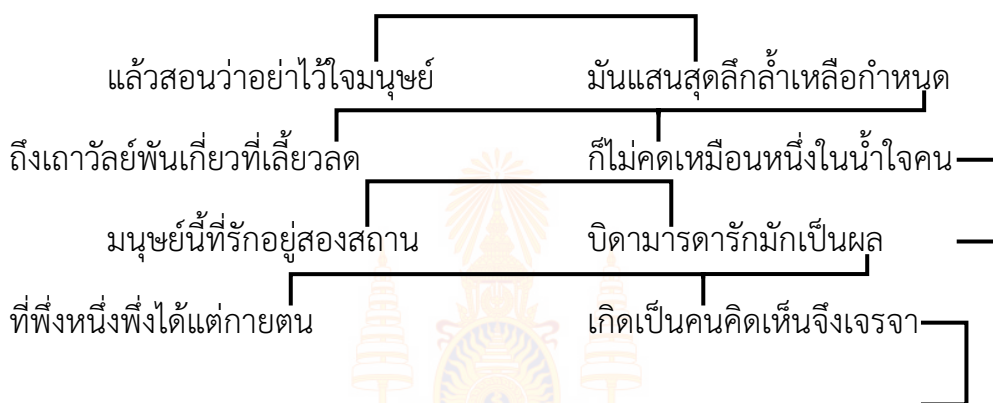 แล้วสอนว่าอย่าไว้ใจมนุษย์ มันแสนสุดลึกล้ำเหลือกำหนด
ถึงเถาวัลย์พันเกี่ยวที่เลี้ยวลด ก็ไม่คดเหมือนหนึ่งในน้ำใจคน
มนุษย์นี้ที่รักอยู่สองสถาน บิดามารดารักมักเป็นผล
ที่พึ่งหนึ่งพึ่งได้แต่กายตน เกิดเป็นคนคิดเห็นจึงเจรจา